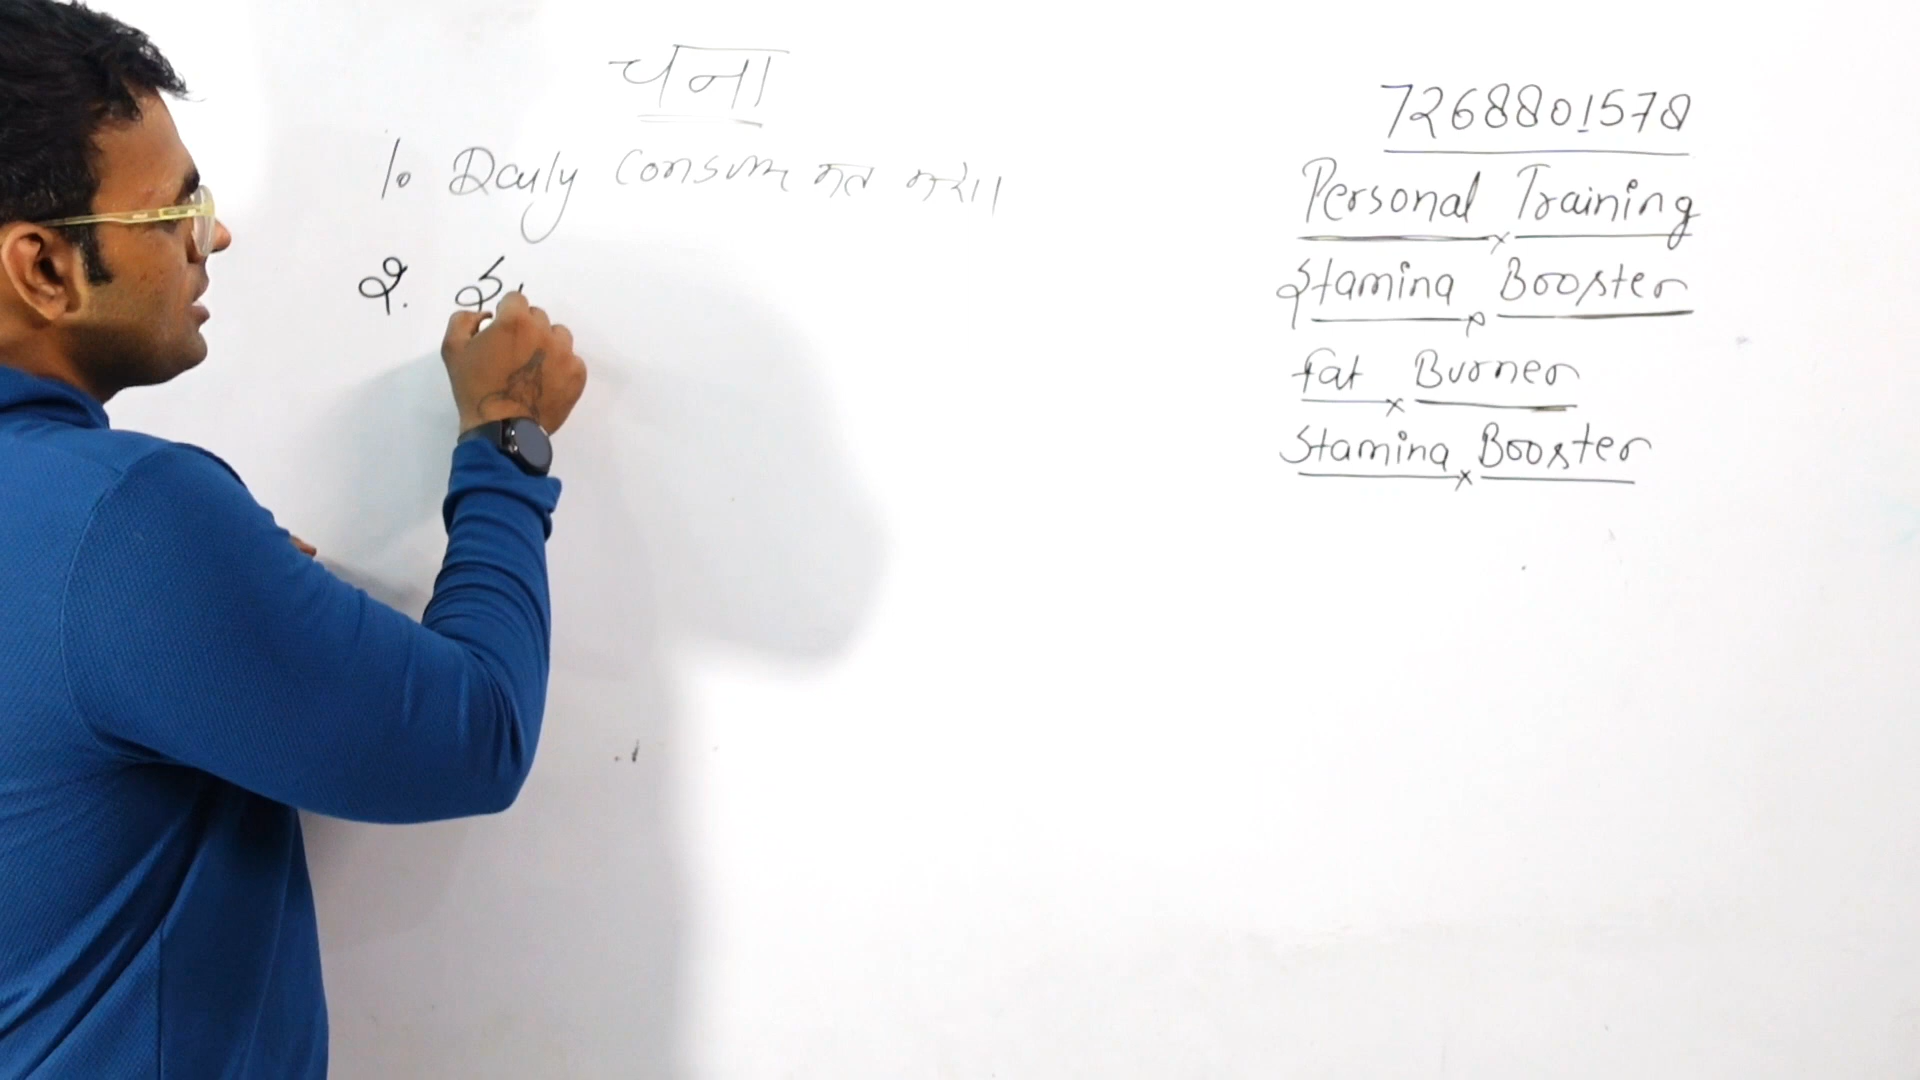 चना
1. Daily Consume मत करो।
2.
7268801578
Personal Training
Stamina Booster
fat Burner
Stamina Booster